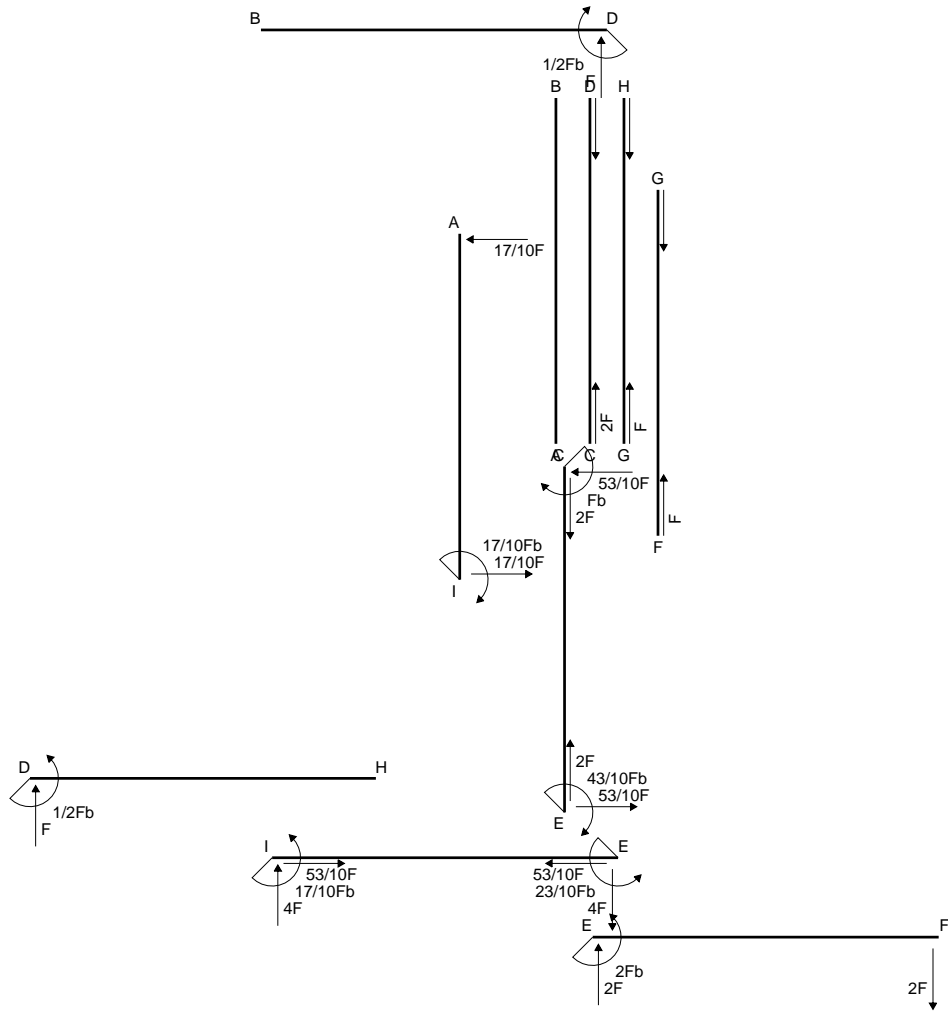 B D
1/2Fb
F
B D H
G
A
17/10F
2F F
A C C G
53/10F
Fb
2F
F
F
17/10Fb
17/10F
I
2F
43/10Fb
53/10F
E
D H
1/2Fb
F
I E
53/10F 53/10F
17/10Fb 23/10Fb
4F 4F
E F
2Fb
2F 2F